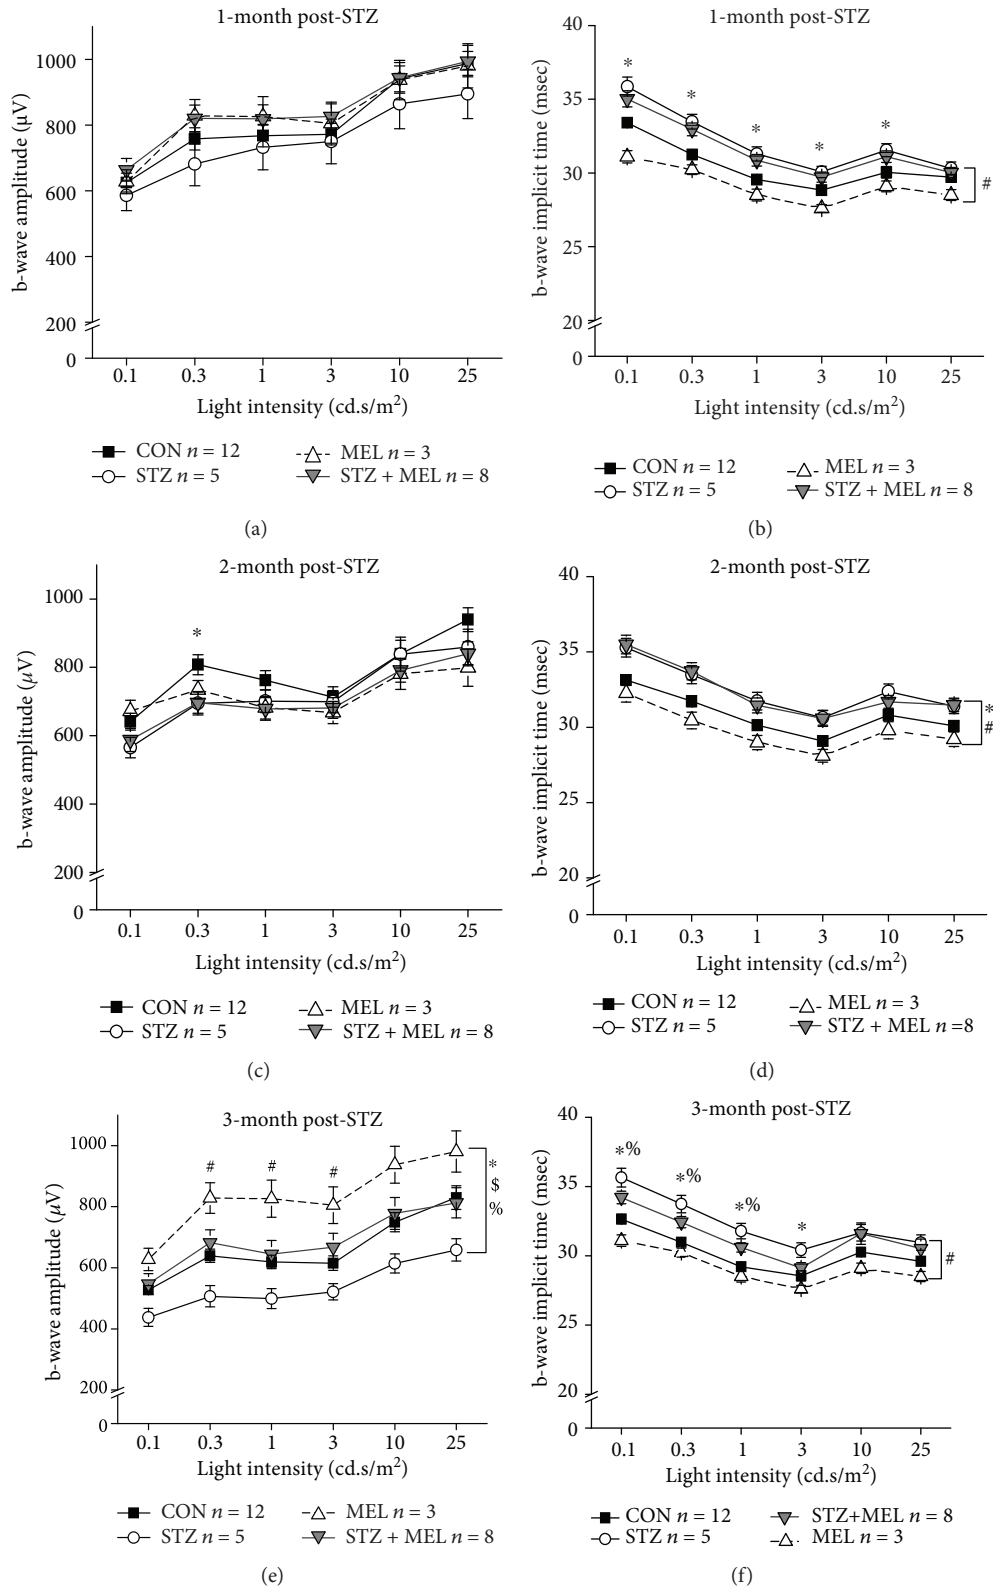 1-month post-STZ
b-wave amplitude (μV)
1000
800
600
400
200
0
0.1 0.3 1 3 10 25
Light intensity (cd.s/m²)
CON n = 12 MEL n = 3
STZ n = 5 STZ + MEL n = 8
(a)
1-month post-STZ
b-wave implicit time (msec)
40
35
30
25
20
0
* * * * *
#
0.1 0.3 1 3 10 25
Light intensity (cd.s/m²)
CON n = 12 MEL n = 3
STZ n = 5 STZ + MEL n = 8
(b)
2-month post-STZ
b-wave amplitude (μV)
1000
800
600
400
200
0
*
0.1 0.3 1 3 10 25
Light intensity (cd.s/m²)
CON n = 12 MEL n = 3
STZ n = 5 STZ + MEL n = 8
(c)
2-month post-STZ
b-wave implicit time (msec)
40
35
30
25
20
0
*
#
0.1 0.3 1 3 10 25
Light intensity (cd.s/m²)
CON n = 12 MEL n = 3
STZ n = 5 STZ + MEL n =8
(d)
3-month post-STZ
b-wave amplitude (μV)
1000
800
600
400
200
0
# # #
*
$
%
0.1 0.3 1 3 10 25
Light intensity (cd.s/m²)
CON n = 12 MEL n = 3
STZ n = 5 STZ + MEL n = 8
(e)
3-month post-STZ
b-wave implicit time (msec)
40
35
30
25
20
0
*% *% *% *
#
0.1 0.3 1 3 10 25
Light intensity (cd.s/m²)
CON n = 12 STZ+MEL n = 8
STZ n = 5 MEL n = 3
(f)